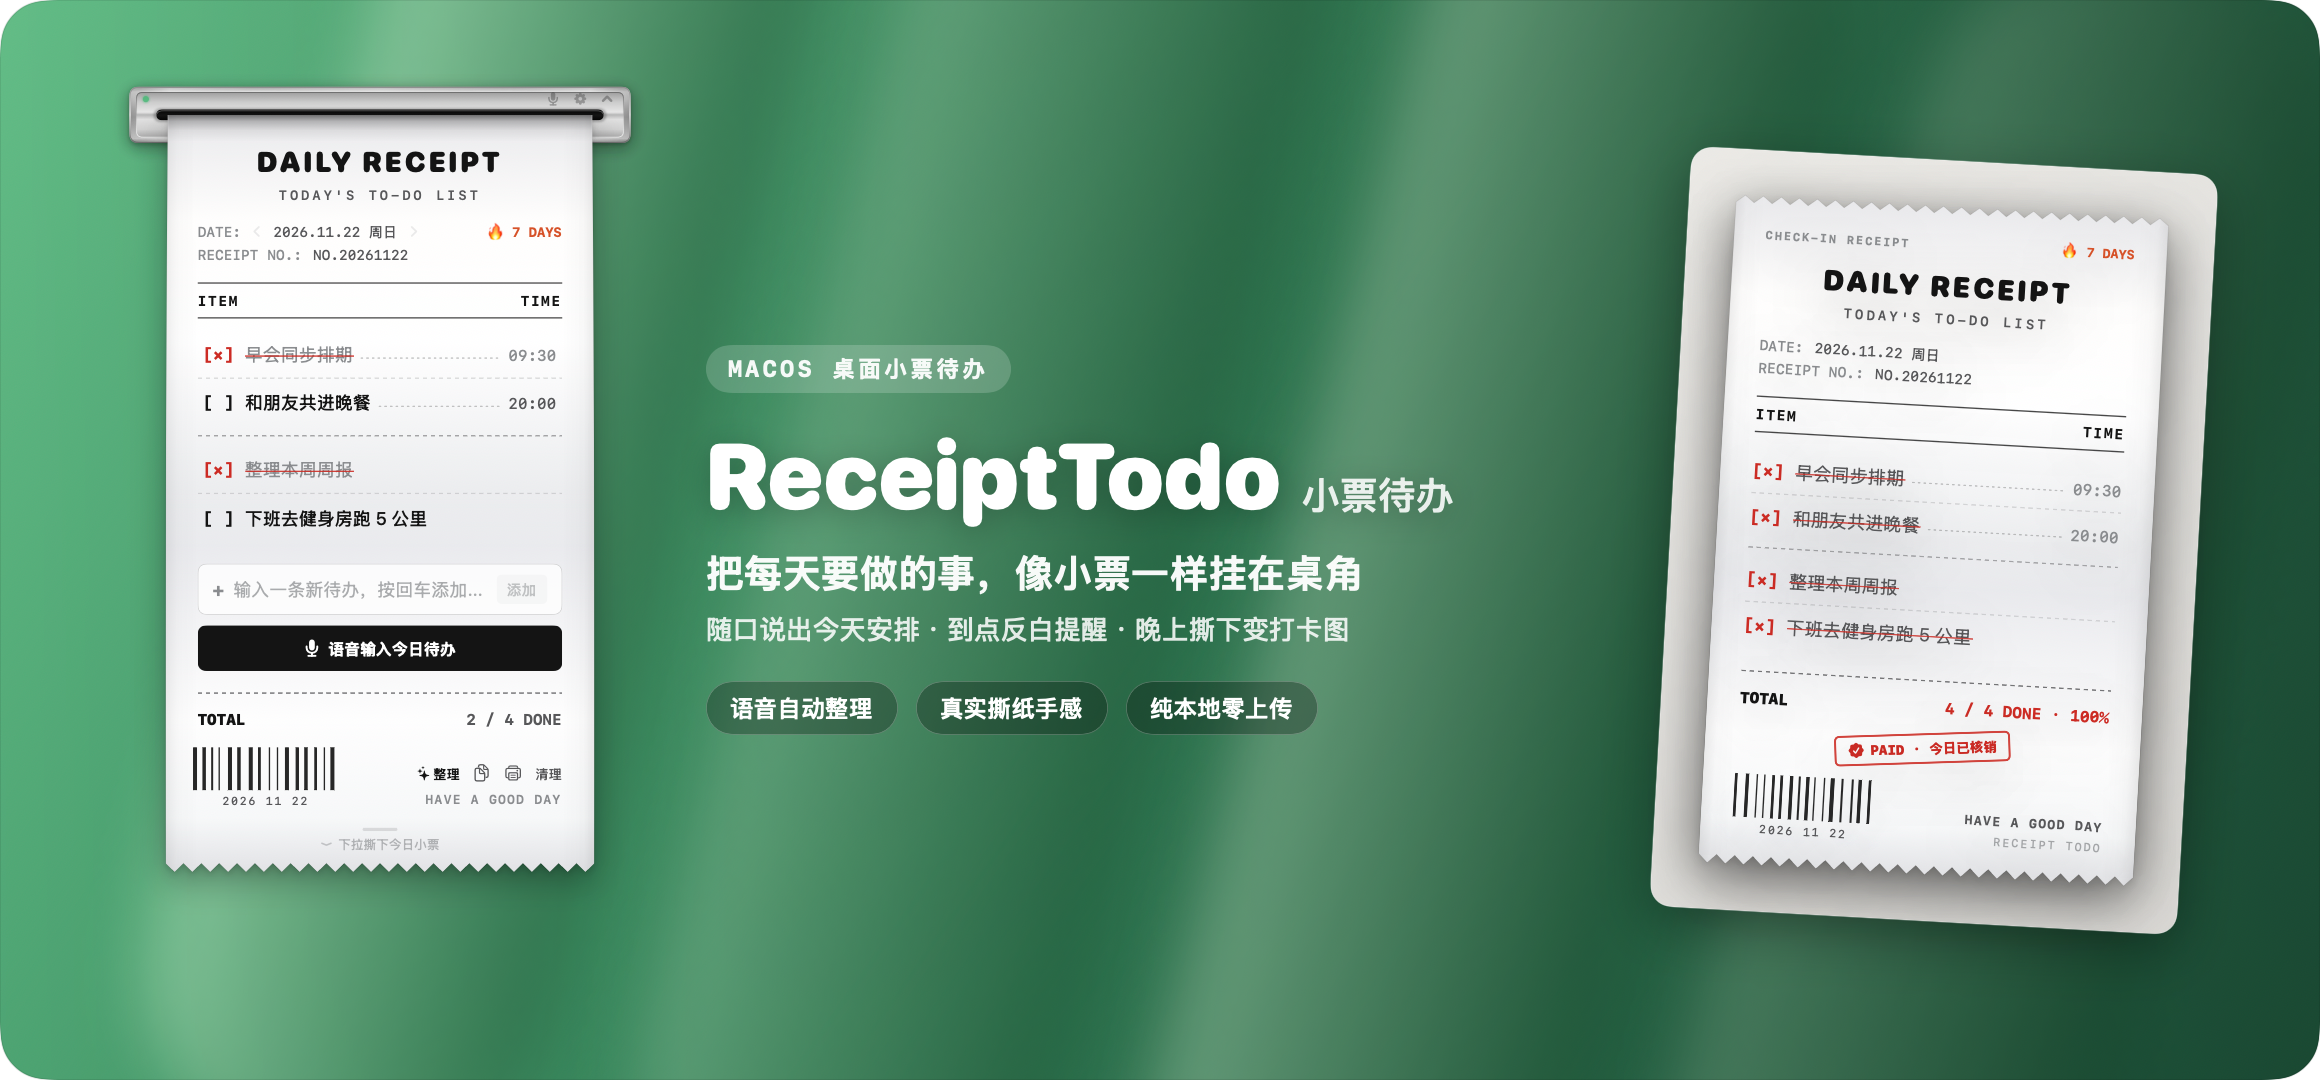 DAILY RECEIPT
TODAY'S TO-DO LIST
DATE: 2026.11.22 周日 7 DAYS
RECEIPT NO.: NO.20261122
ITEM TIME
[×] 早会同步排期 09:30
[ ] 和朋友共进晚餐 20:00
[×] 整理本周周报
[ ] 下班去健身房跑 5 公里
+ 输入一条新待办，按回车添加... 添加
语音输入今日待办
TOTAL 2 / 4 DONE
整理 清理
2026 11 22 HAVE A GOOD DAY
下拉撕下今日小票
MACOS 桌面小票待办
ReceiptTodo 小票待办
把每天要做的事，像小票一样挂在桌角
随口说出今天安排 · 到点反白提醒 · 晚上撕下变打卡图
语音自动整理 真实撕纸手感 纯本地零上传
CHECK-IN RECEIPT 7 DAYS
DAILY RECEIPT
TODAY'S TO-DO LIST
DATE: 2026.11.22 周日
RECEIPT NO.: NO.20261122
ITEM TIME
[×] 早会同步排期 09:30
[×] 和朋友共进晚餐 20:00
[×] 整理本周周报
[×] 下班去健身房跑 5 公里
TOTAL 4 / 4 DONE · 100%
PAID · 今日已核销
2026 11 22 HAVE A GOOD DAY
RECEIPT TODO